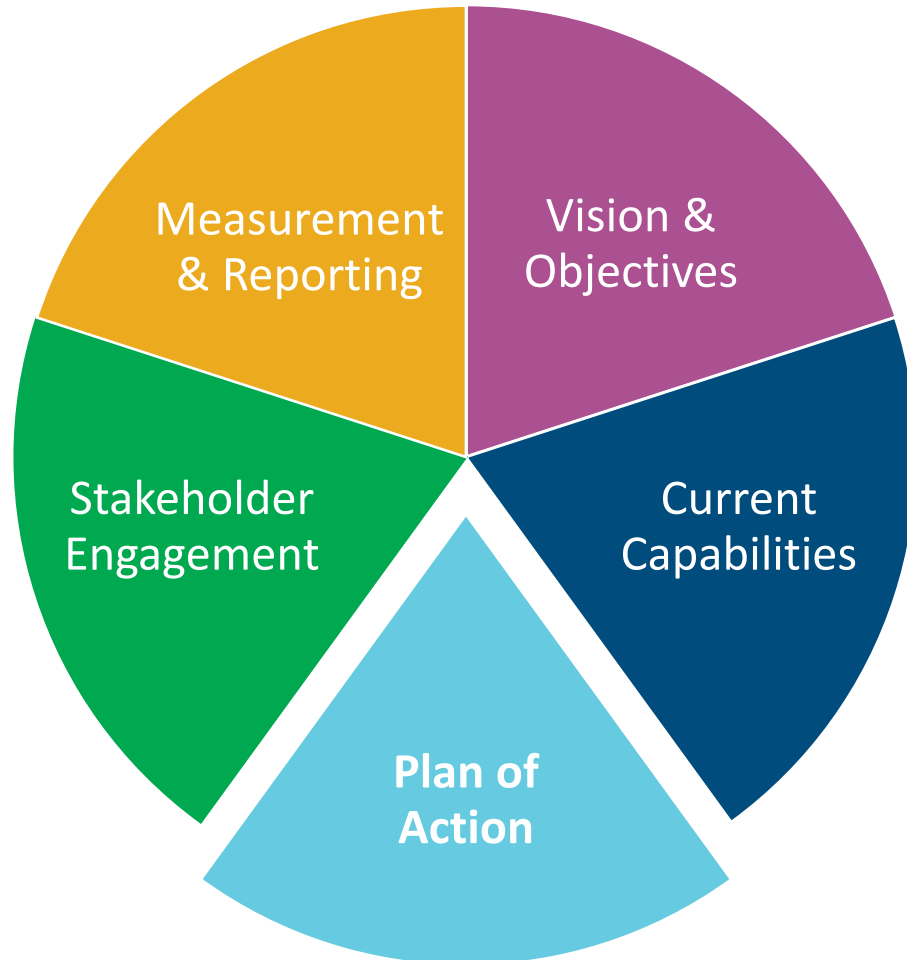 Measurement
& Reporting
Vision &
Objectives
Stakeholder
Engagement
Current
Capabilities
Plan of
Action